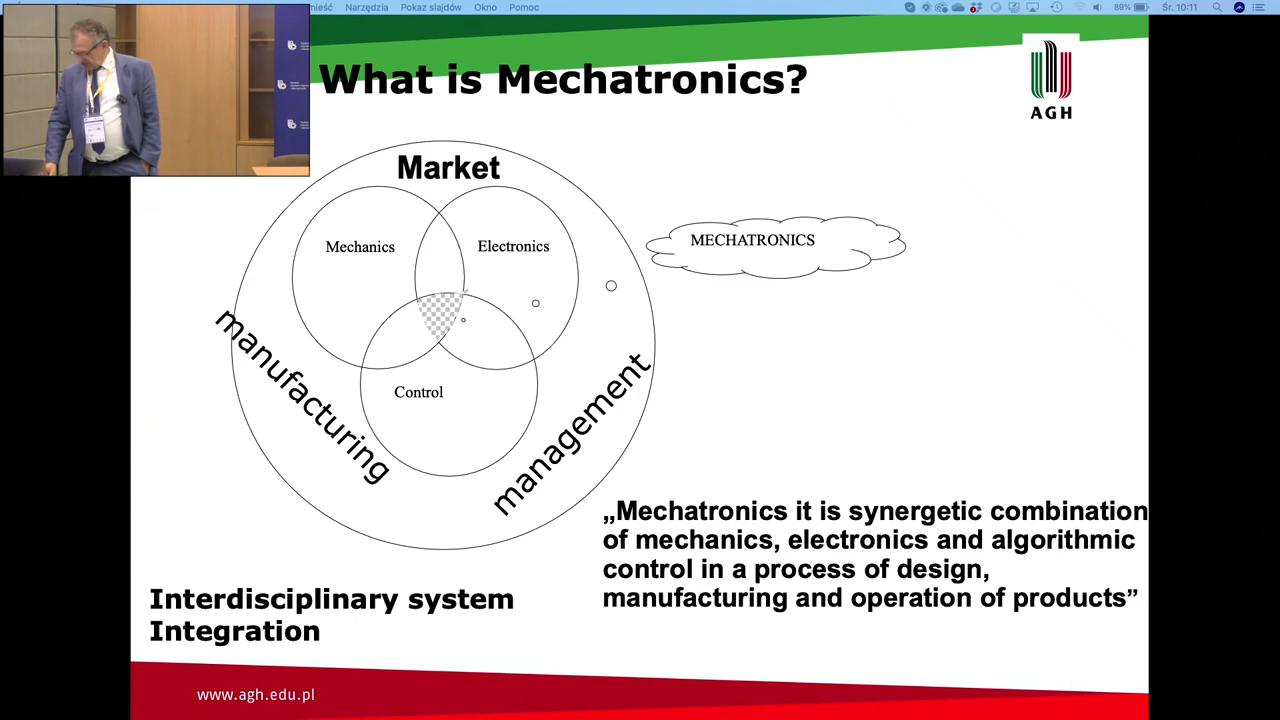 mieść Narzędzia Pokaz slajdów Okno Pomoc 89% Śr. 10:11
What is Mechatronics?
AGH
Market
Mechanics
Electronics
MECHATRONICS
manufacturing
Control
management
„Mechatronics it is synergetic combination
of mechanics, electronics and algorithmic
control in a process of design,
manufacturing and operation of products”
Interdisciplinary system
Integration
www.agh.edu.pl